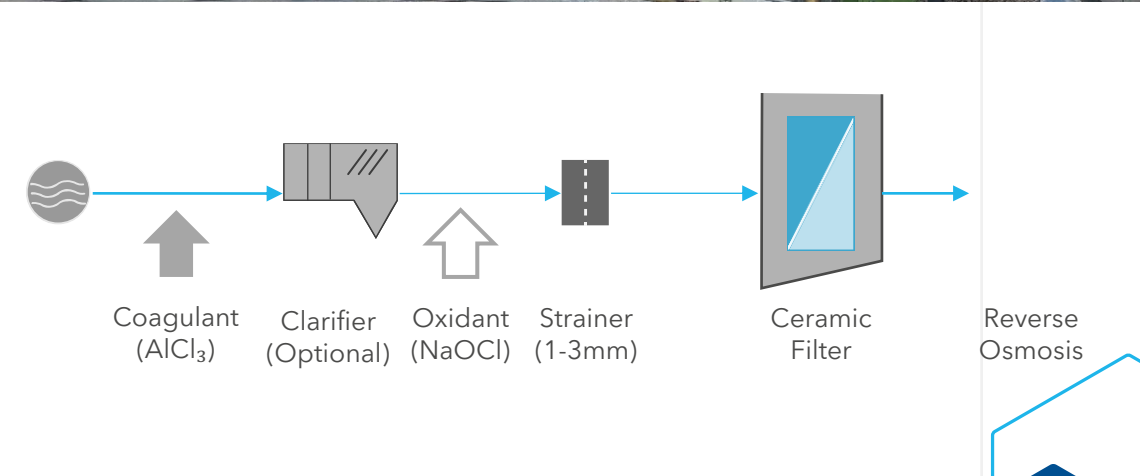 Coagulant
(AlCl₃)
Clarifier
(Optional)
Oxidant
(NaOCl)
Strainer
(1-3mm)
Ceramic
Filter
Reverse
Osmosis